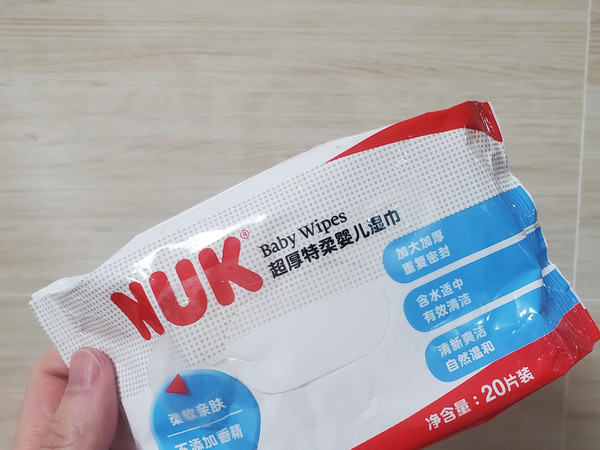 NUK®
Baby Wipes
超厚特柔婴儿湿巾
加大加厚
重复密封
含水适中
有效清洁
清新爽洁
自然温和
柔软亲肤
不添加香精
净含量：20片装